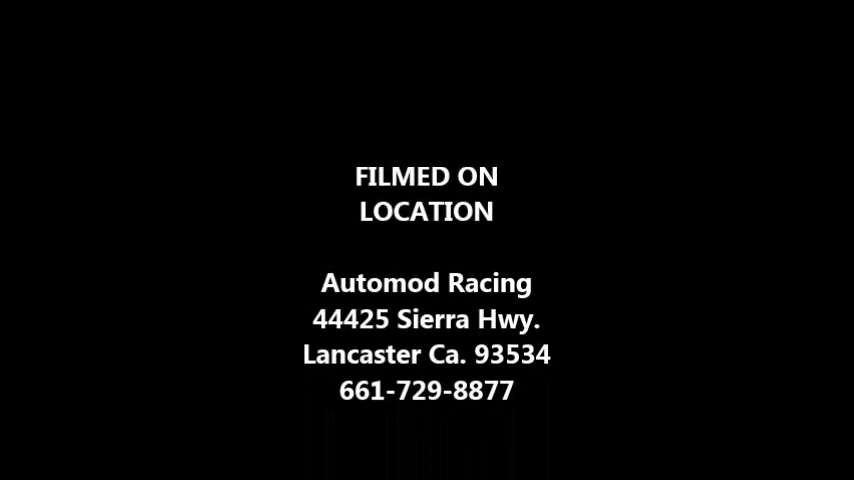 FILMED ON
LOCATION
Automod Racing
44425 Sierra Hwy.
Lancaster Ca. 93534
661-729-8877